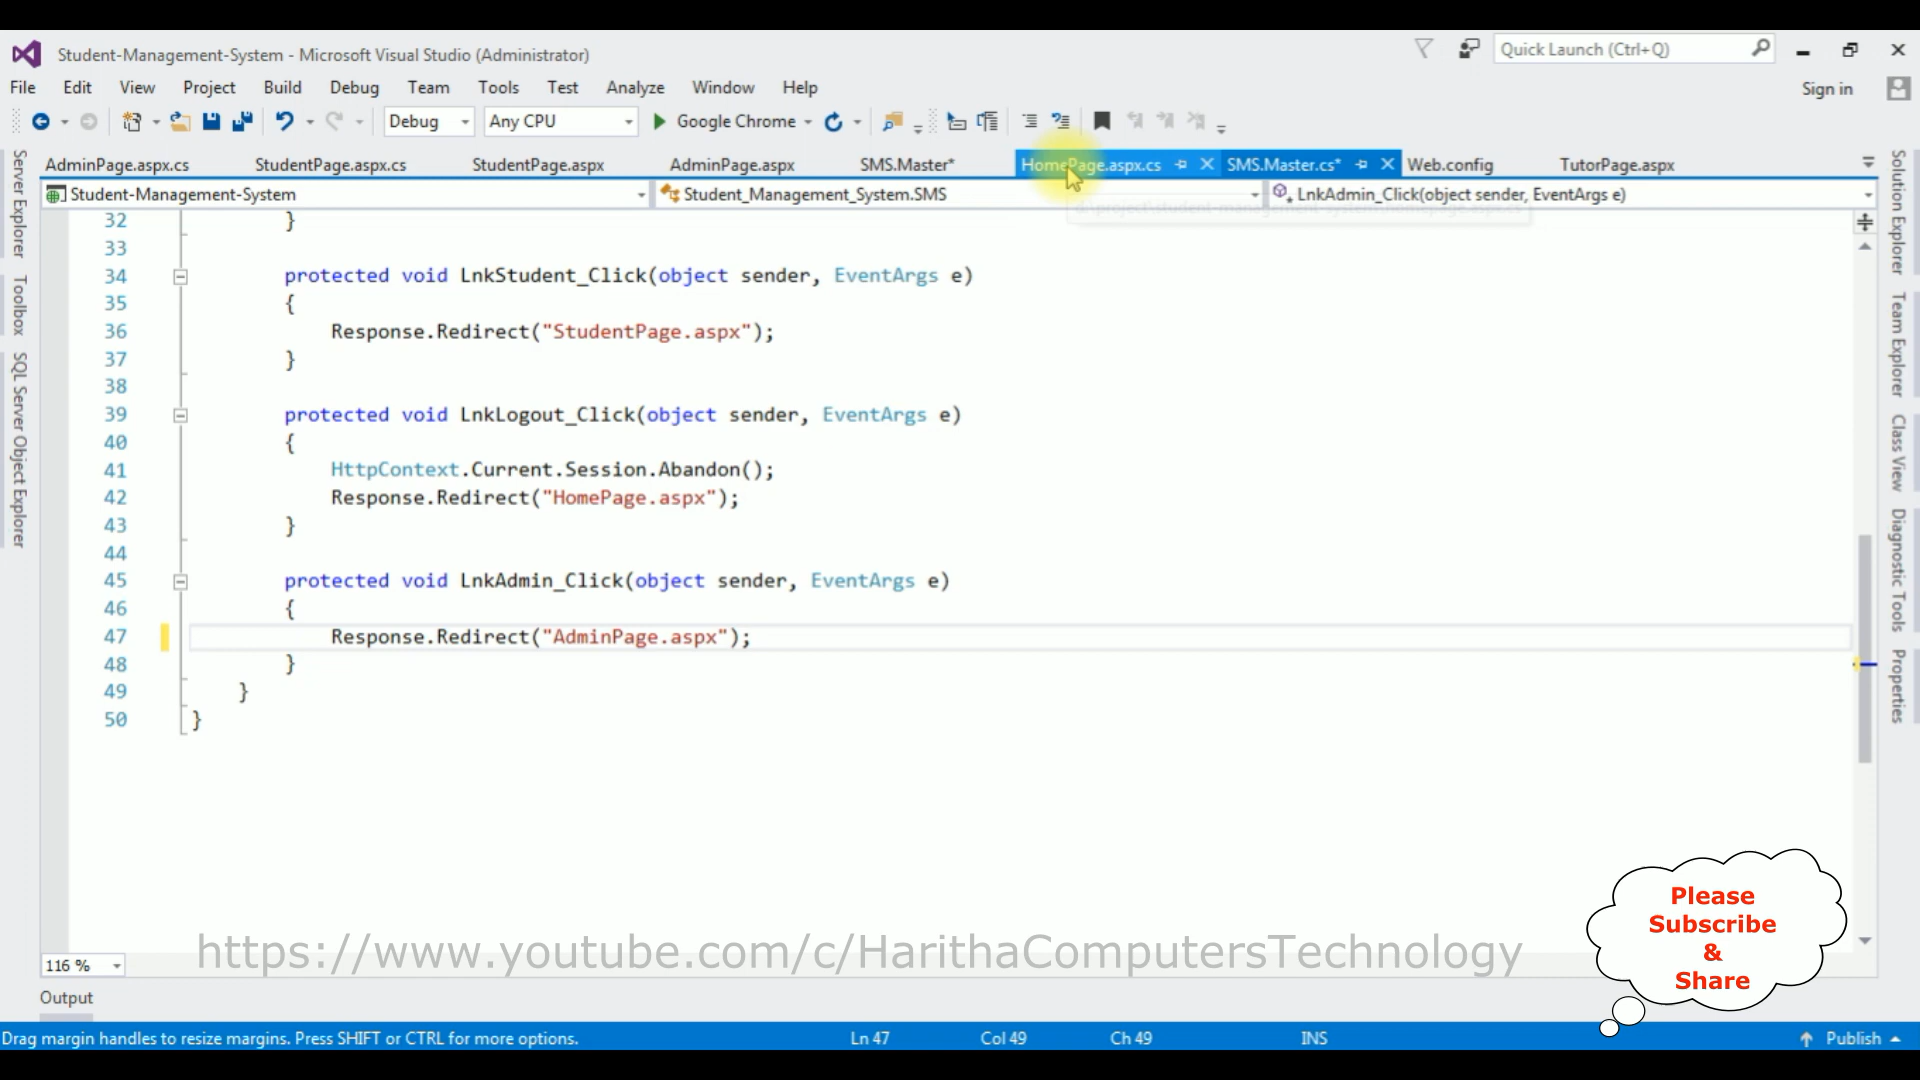 Student-Management-System - Microsoft Visual Studio (Administrator)
Quick Launch (Ctrl+Q)
File Edit View Project Build Debug Team Tools Test Analyze Window Help
Sign in
Debug Any CPU Google Chrome
AdminPage.aspx.cs StudentPage.aspx.cs StudentPage.aspx AdminPage.aspx SMS.Master* HomePage.aspx.cs SMS.Master.cs* Web.config TutorPage.aspx
Student-Management-System Student_Management_System.SMS LnkAdmin_Click(object sender, EventArgs e)
32 }
33
34 protected void LnkStudent_Click(object sender, EventArgs e)
35 {
36 Response.Redirect("StudentPage.aspx");
37 }
38
39 protected void LnkLogout_Click(object sender, EventArgs e)
40 {
41 HttpContext.Current.Session.Abandon();
42 Response.Redirect("HomePage.aspx");
43 }
44
45 protected void LnkAdmin_Click(object sender, EventArgs e)
46 {
47 Response.Redirect("AdminPage.aspx");
48 }
49 }
50 }
Server Explorer
Toolbox
SQL Server Object Explorer
Solution Explorer
Team Explorer
Class View
Diagnostic Tools
Properties
116 %
https://www.youtube.com/c/HarithaComputersTechnology
Please
Subscribe
&
Share
Output
Drag margin handles to resize margins. Press SHIFT or CTRL for more options. Ln 47 Col 49 Ch 49 INS Publish